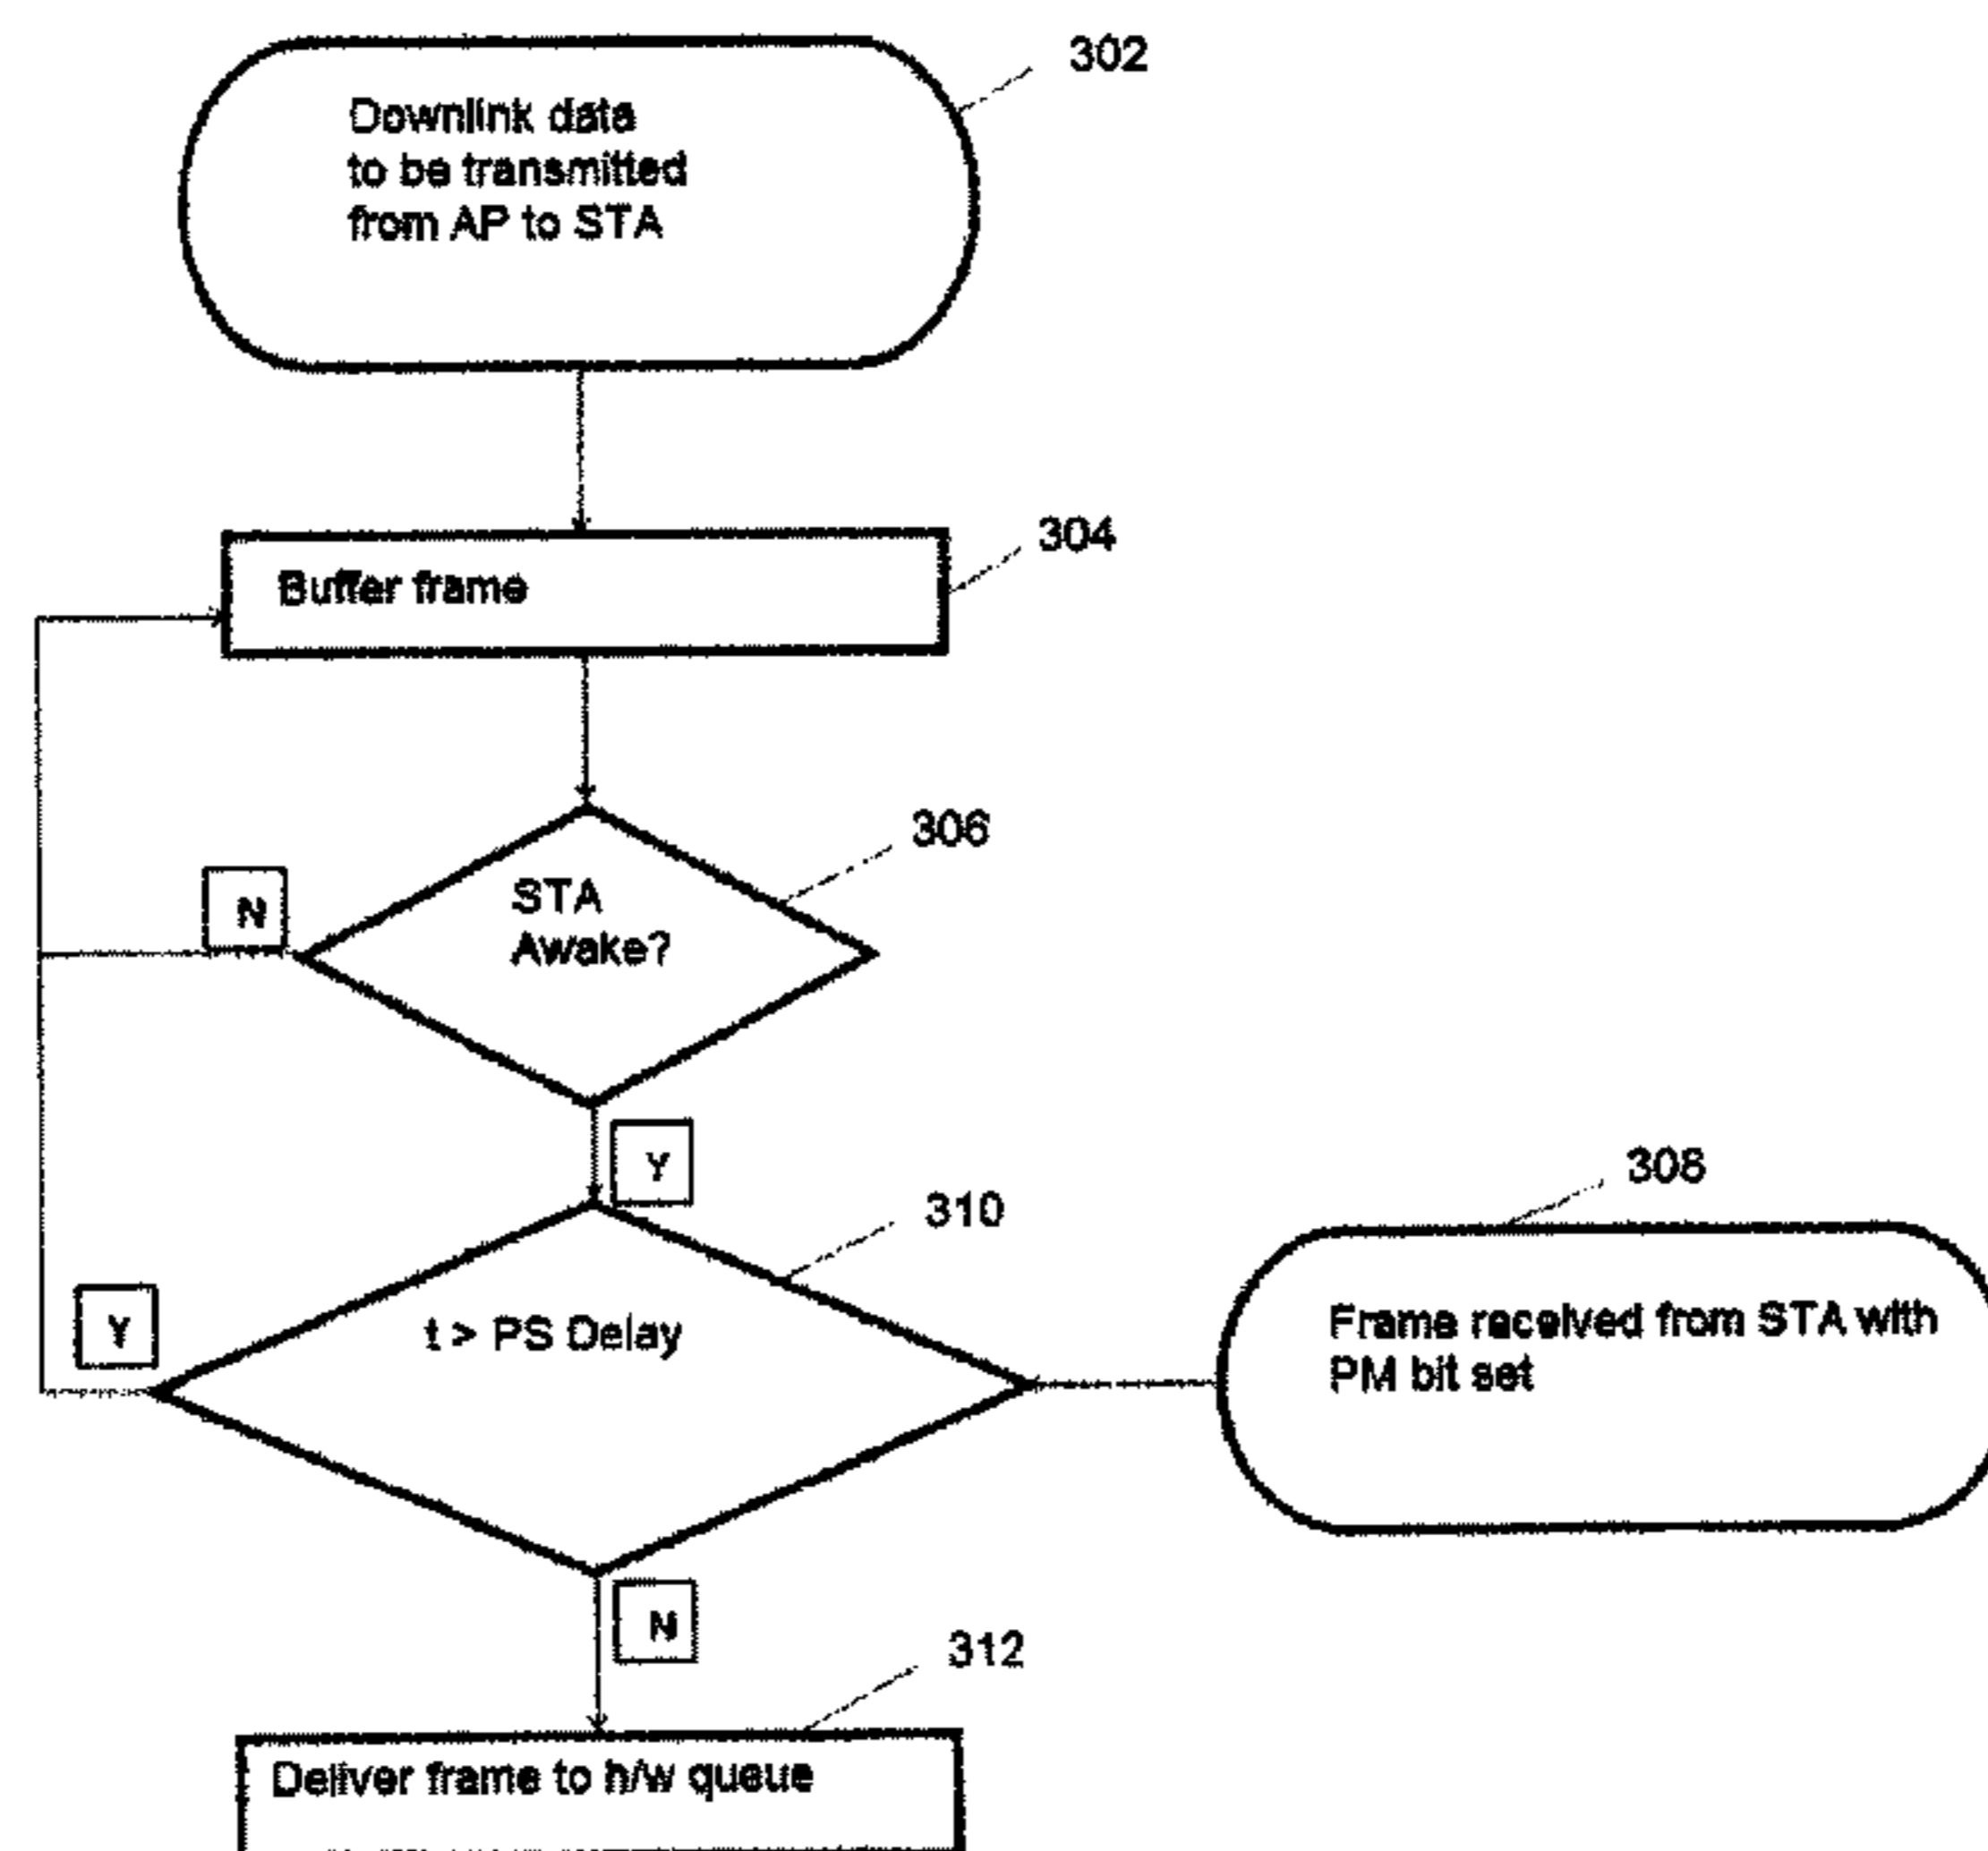 302
Downlink data
to be transmitted
from AP to STA
304
Buffer frame
306
N
STA
Awake?
Y
308
310
Y
t > PS Delay
Frame received from STA with
PM bit set
N
312
Deliver frame to h/w queue